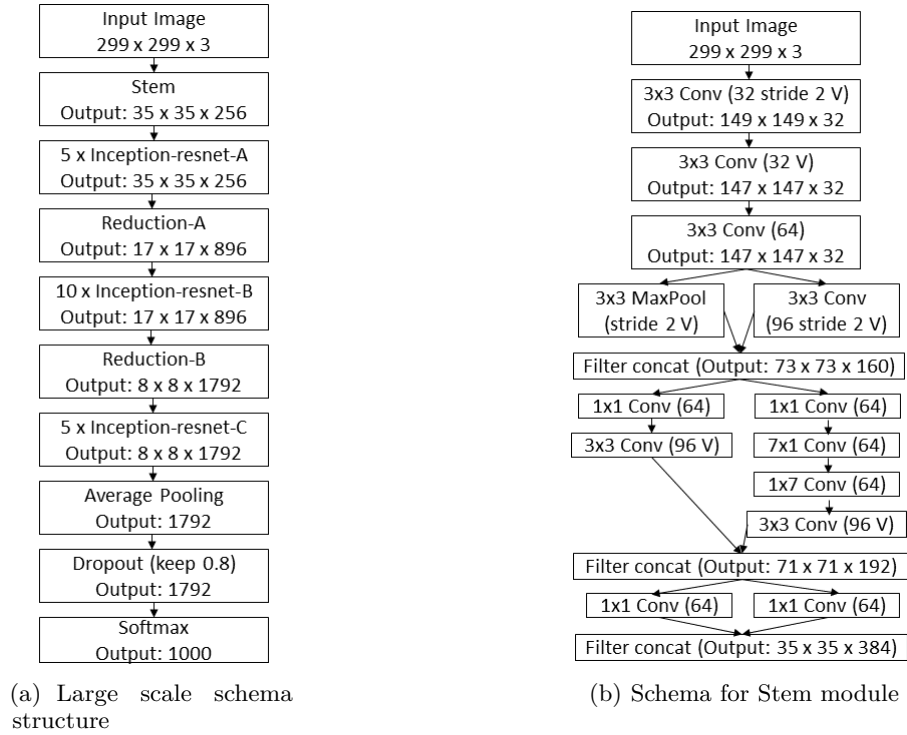 Input Image
299 x 299 x 3
Stem
Output: 35 x 35 x 256
5 x Inception-resnet-A
Output: 35 x 35 x 256
Reduction-A
Output: 17 x 17 x 896
10 x Inception-resnet-B
Output: 17 x 17 x 896
Reduction-B
Output: 8 x 8 x 1792
5 x Inception-resnet-C
Output: 8 x 8 x 1792
Average Pooling
Output: 1792
Dropout (keep 0.8)
Output: 1792
Softmax
Output: 1000
(a) Large scale schema
structure
Input Image
299 x 299 x 3
3x3 Conv (32 stride 2 V)
Output: 149 x 149 x 32
3x3 Conv (32 V)
Output: 147 x 147 x 32
3x3 Conv (64)
Output: 147 x 147 x 32
3x3 MaxPool
(stride 2 V)
3x3 Conv
(96 stride 2 V)
Filter concat (Output: 73 x 73 x 160)
1x1 Conv (64)
3x3 Conv (96 V)
1x1 Conv (64)
7x1 Conv (64)
1x7 Conv (64)
3x3 Conv (96 V)
Filter concat (Output: 71 x 71 x 192)
1x1 Conv (64)
1x1 Conv (64)
Filter concat (Output: 35 x 35 x 384)
(b) Schema for Stem module